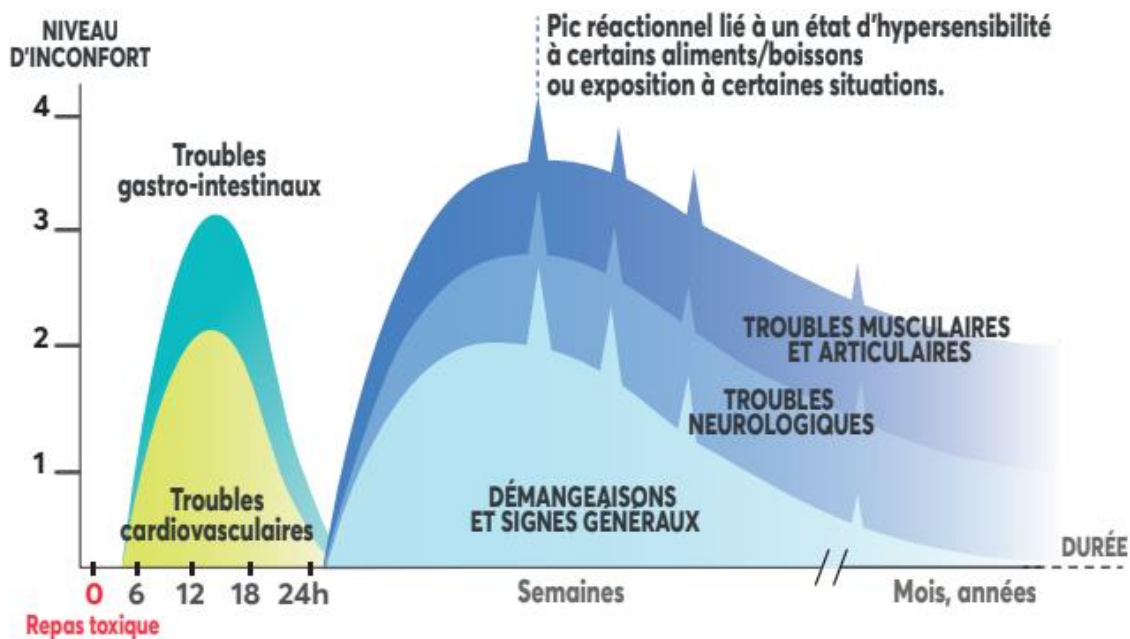 NIVEAU
D'INCONFORT
Pic réactionnel lié à un état d'hypersensibilité
à certains aliments/boissons
ou exposition à certaines situations.
4
3
2
1
Troubles
gastro-intestinaux
Troubles
cardiovasculaires
TROUBLES MUSCULAIRES
ET ARTICULAIRES
TROUBLES
NEUROLOGIQUES
DÉMANGEAISONS
ET SIGNES GÉNÉRAUX
DURÉE
0 6 12 18 24h
Semaines
Mois, années
Repas toxique